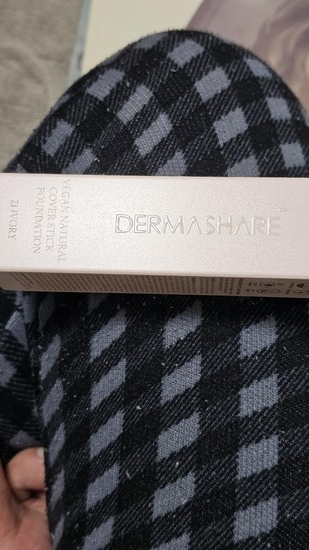 DERMASHARE
VEGAN NATURAL
COVER STICK
FOUNDATION
21 IVORY